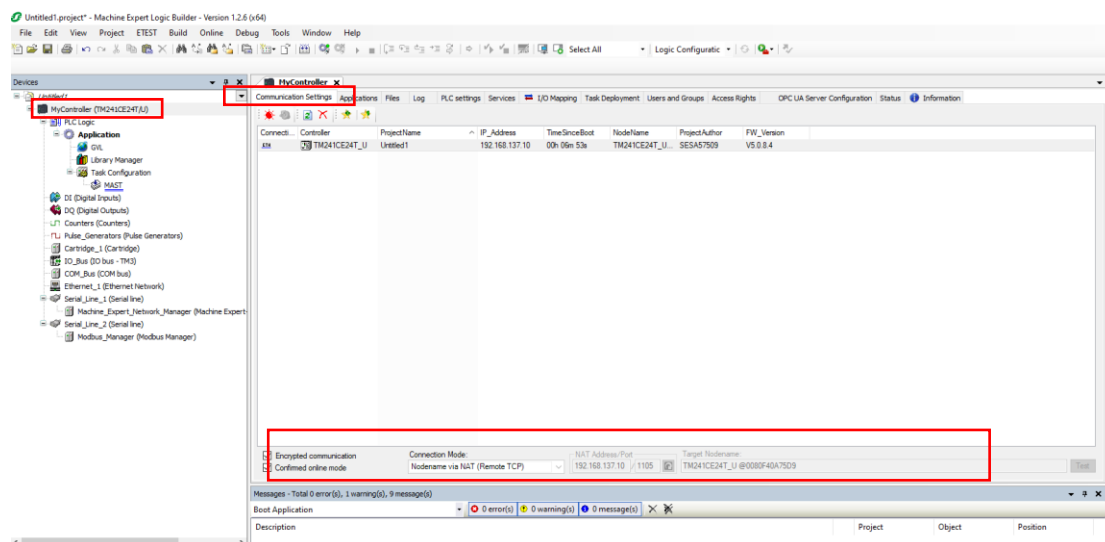 Untitled1.project* - Machine Expert Logic Builder - Version 1.2.6 (x64)
File Edit View Project ETEST Build Online Debug Tools Window Help
Select All Logic Configuratic
Devices
MyController
Untitled1
MyController (TM241CE24T/U)
PLC Logic
Application
GVL
Library Manager
Task Configuration
MAST
DI (Digital Inputs)
DQ (Digital Outputs)
Counters (Counters)
Pulse_Generators (Pulse Generators)
Cartridge_1 (Cartridge)
IO_Bus (IO bus - TM3)
COM_Bus (COM bus)
Ethernet_1 (Ethernet Network)
Serial_Line_1 (Serial line)
Machine_Expert_Network_Manager (Machine Expert-
Serial_Line_2 (Serial line)
Modbus_Manager (Modbus Manager)
Communication Settings Applications Files Log PLC settings Services I/O Mapping Task Deployment Users and Groups Access Rights OPC UA Server Configuration Status Information
Connecti... Controller ProjectName IP_Address TimeSinceBoot NodeName ProjectAuthor FW_Version
TM241CE24T_U Untitled1 192.168.137.10 00h 06m 53s TM241CE24T_U... SESA57509 V5.0.8.4
Encrypted communication Connection Mode: NAT Address/Port Target Nodename:
Confirmed online mode Nodename via NAT (Remote TCP) 192.168.137.10 / 1105 TM241CE24T_U @0080F40A75D9 Test
Messages - Total 0 error(s), 1 warning(s), 9 message(s)
Boot Application 0 error(s) 0 warning(s) 0 message(s)
Description Project Object Position